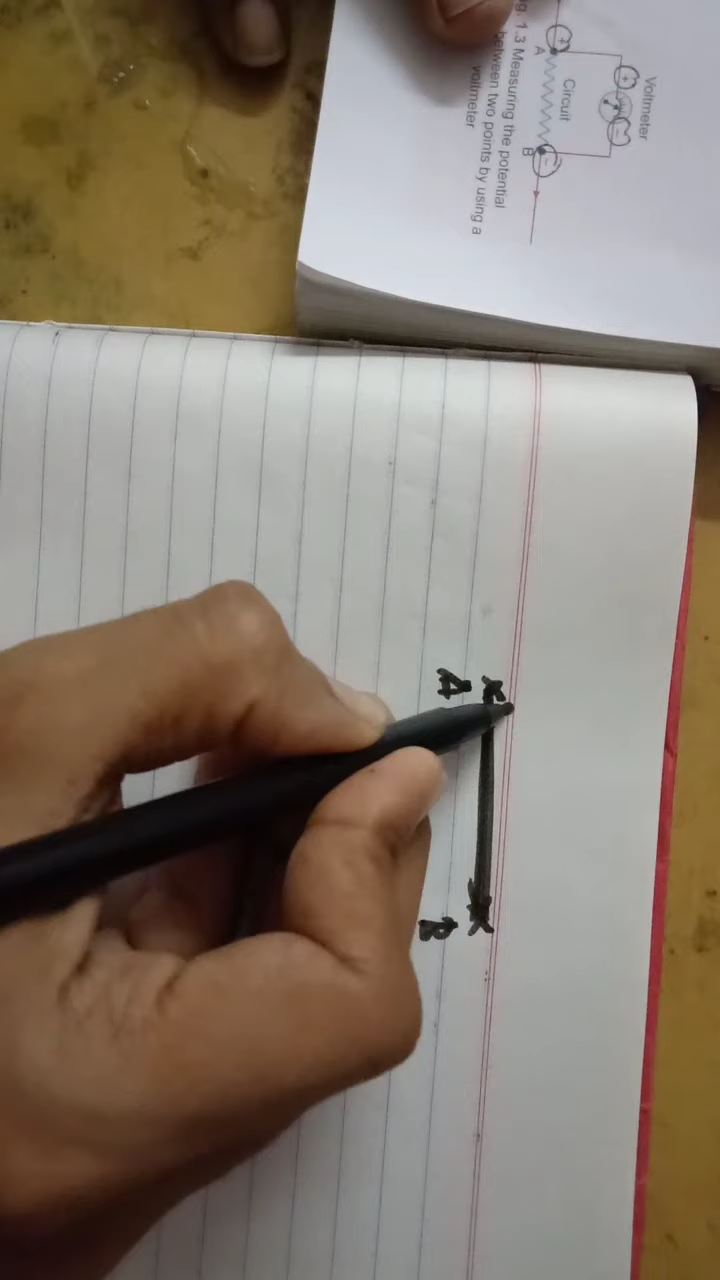 Voltmeter
+
-
Circuit
+
A
B
-
g. 1.3 Measuring the potential
between two points by using a
voltmeter
A
B